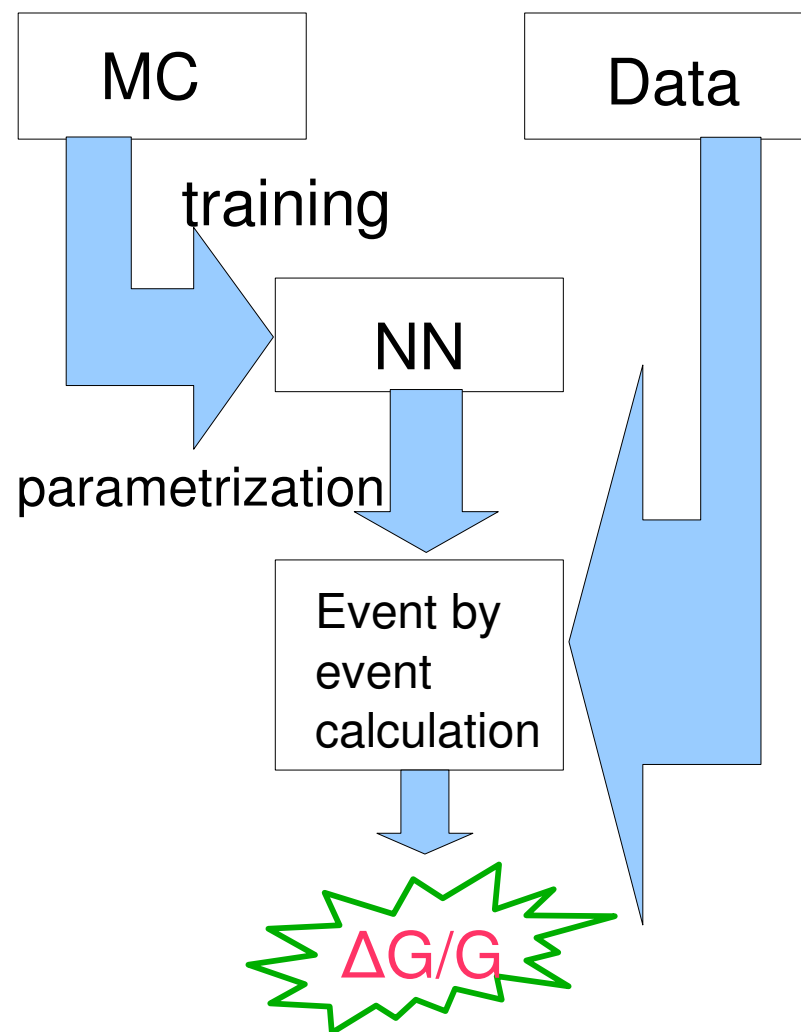 MC
Data
training
NN
parametrization
Event by
event
calculation
ΔG/G